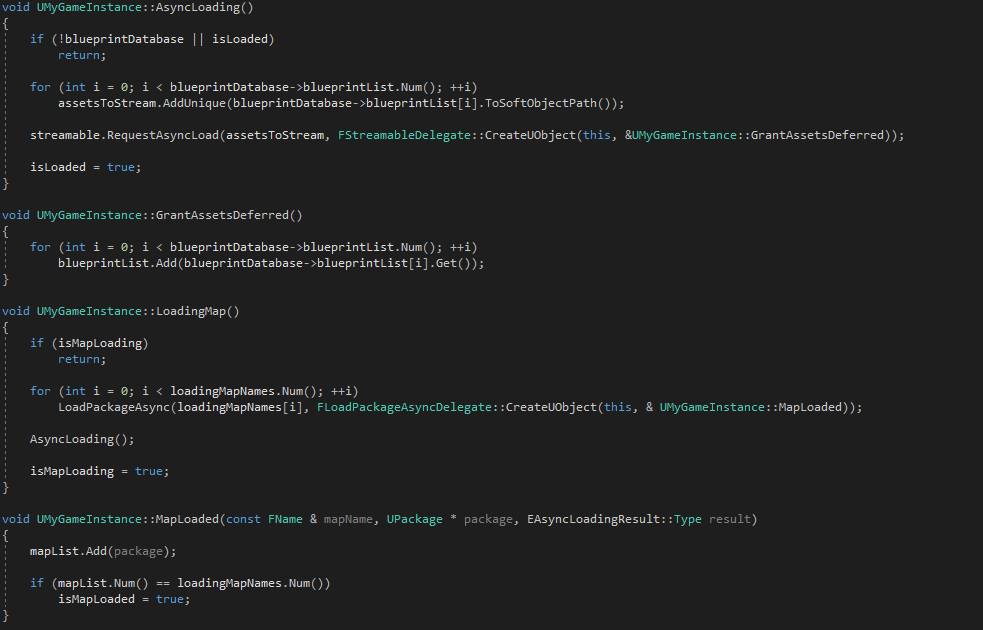 void UMyGameInstance::AsyncLoading()
{
    if (!blueprintDatabase || isLoaded)
        return;

    for (int i = 0; i < blueprintDatabase->blueprintList.Num(); ++i)
        assetsToStream.AddUnique(blueprintDatabase->blueprintList[i].ToSoftObjectPath());

    streamable.RequestAsyncLoad(assetsToStream, FStreamableDelegate::CreateUObject(this, &UMyGameInstance::GrantAssetsDeferred));

    isLoaded = true;
}

void UMyGameInstance::GrantAssetsDeferred()
{
    for (int i = 0; i < blueprintDatabase->blueprintList.Num(); ++i)
        blueprintList.Add(blueprintDatabase->blueprintList[i].Get());
}

void UMyGameInstance::LoadingMap()
{
    if (isMapLoading)
        return;

    for (int i = 0; i < loadingMapNames.Num(); ++i)
        LoadPackageAsync(loadingMapNames[i], FLoadPackageAsyncDelegate::CreateUObject(this, & UMyGameInstance::MapLoaded));

    AsyncLoading();

    isMapLoading = true;
}

void UMyGameInstance::MapLoaded(const FName & mapName, UPackage * package, EAsyncLoadingResult::Type result)
{
    mapList.Add(package);

    if (mapList.Num() == loadingMapNames.Num())
        isMapLoaded = true;
}